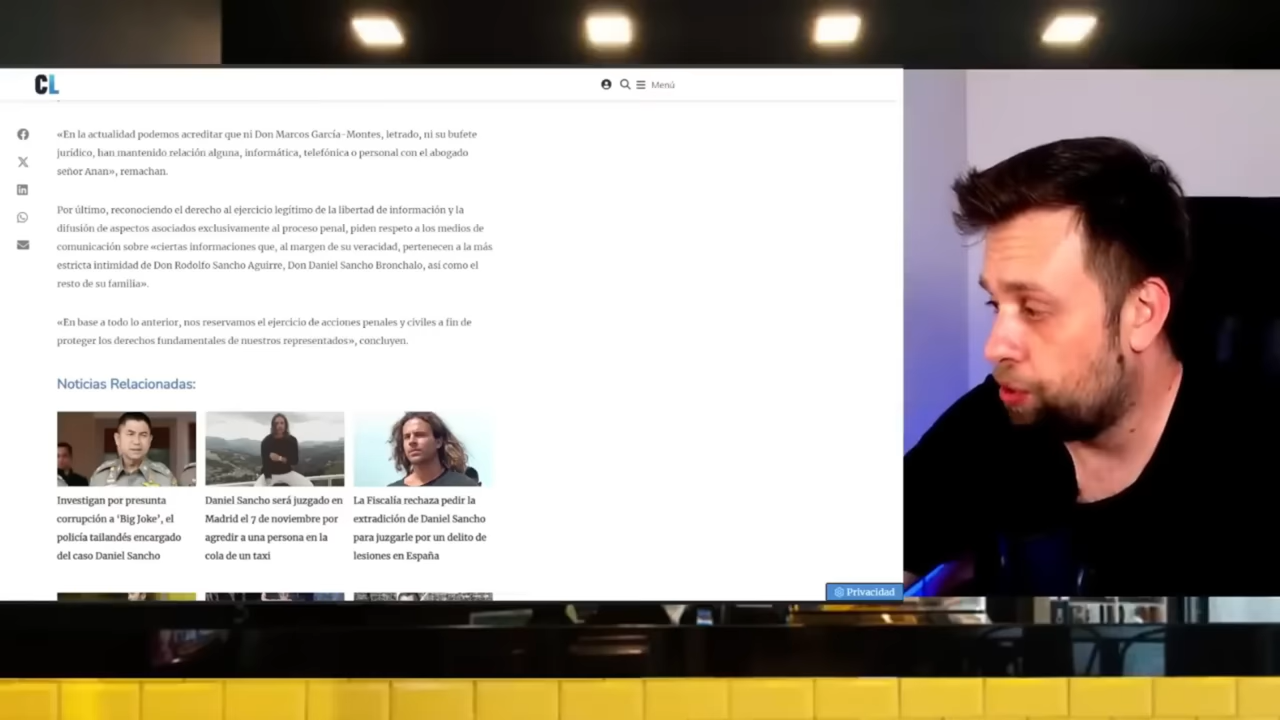 CL
Menú
«En la actualidad podemos acreditar que ni Don Marcos García-Montes, letrado, ni su bufete
jurídico, han mantenido relación alguna, informática, telefónica o personal con el abogado
señor Anan», remachan.
Por último, reconociendo el derecho al ejercicio legítimo de la libertad de información y la
difusión de aspectos asociados exclusivamente al proceso penal, piden respeto a los medios de
comunicación sobre «ciertas informaciones que, al margen de su veracidad, pertenecen a la más
estricta intimidad de Don Rodolfo Sancho Aguirre, Don Daniel Sancho Bronchalo, así como el
resto de su familia».
«En base a todo lo anterior, nos reservamos el ejercicio de acciones penales y civiles a fin de
proteger los derechos fundamentales de nuestros representados», concluyen.
Noticias Relacionadas:
Investigan por presunta
corrupción a ‘Big Joke’, el
policía tailandés encargado
del caso Daniel Sancho
Daniel Sancho será juzgado en
Madrid el 7 de noviembre por
agredir a una persona en la
cola de un taxi
La Fiscalía rechaza pedir la
extradición de Daniel Sancho
para juzgarle por un delito de
lesiones en España
Privacidad